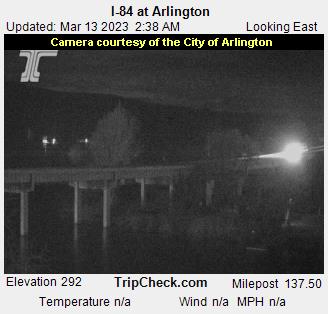 I-84 at Arlington
Updated: Mar 13 2023 2:38 AM Looking East
Camera courtesy of the City of Arlington
Elevation 292 TripCheck.com Milepost 137.50
Temperature n/a Wind n/a MPH n/a